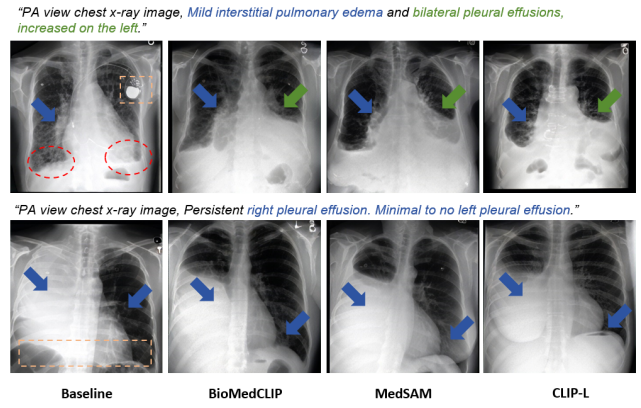 “PA view chest x-ray image, Mild interstitial pulmonary edema and bilateral pleural effusions,
increased on the left.”
“PA view chest x-ray image, Persistent right pleural effusion. Minimal to no left pleural effusion.”
Baseline BioMedCLIP MedSAM CLIP-L